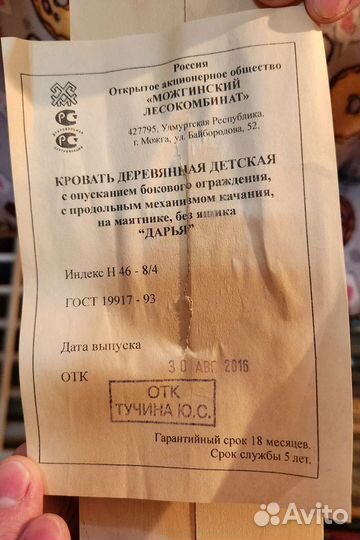 Россия
Открытое акционерное общество
«МОЖГИНСКИЙ
ЛЕСОКОМБИНАТ»
427795, Удмуртская Республика,
г. Можга, ул. Байбородова, 52.
КРОВАТЬ ДЕРЕВЯННАЯ ДЕТСКАЯ
с опусканием бокового ограждения,
с продольным механизмом качания,
на маятнике, без ящика
“ДАРЬЯ”
Индекс Н 46 - 8/4
ГОСТ 19917 - 93
Дата выпуска
30 АВГ 2016
ОТК
ОТК
ТУЧИНА Ю.С.
Гарантийный срок 18 месяцев.
Срок службы 5 лет.
Avito